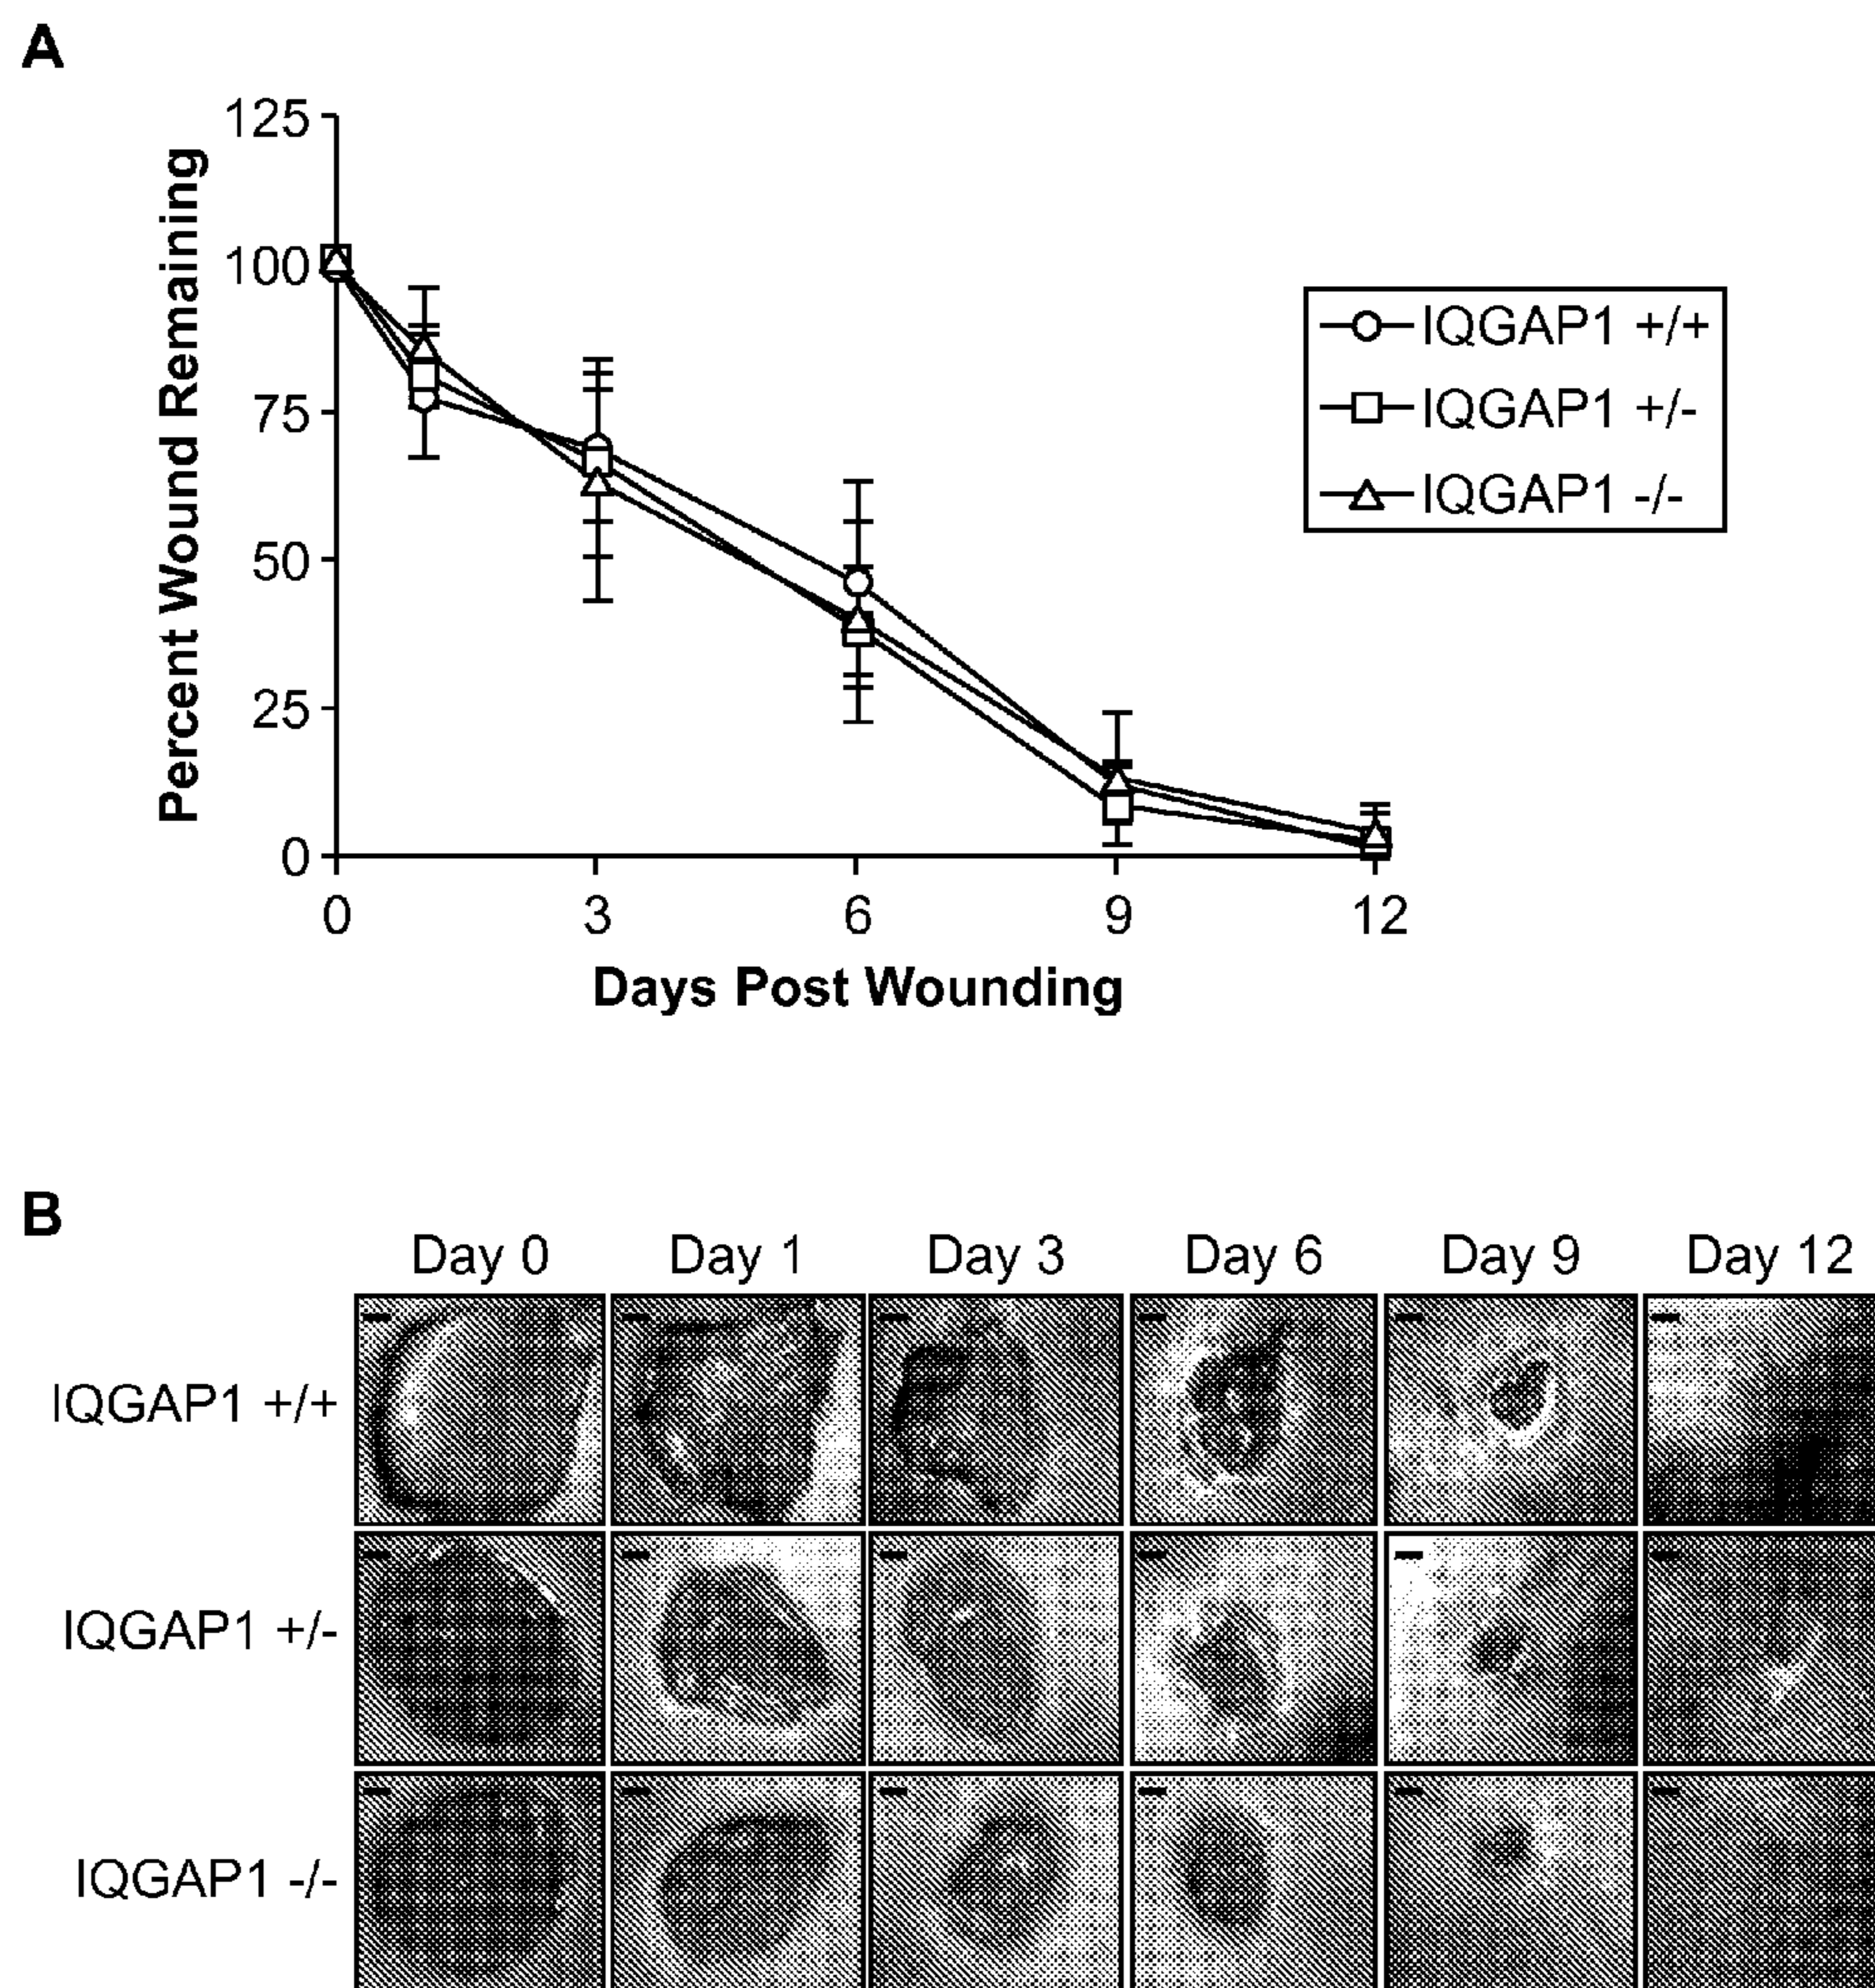 A
125
100
75
50
25
0
Percent Wound Remaining
0 3 6 9 12
Days Post Wounding
IQGAP1 +/+
IQGAP1 +/-
IQGAP1 -/-
B
Day 0 Day 1 Day 3 Day 6 Day 9 Day 12
IQGAP1 +/+
IQGAP1 +/-
IQGAP1 -/-